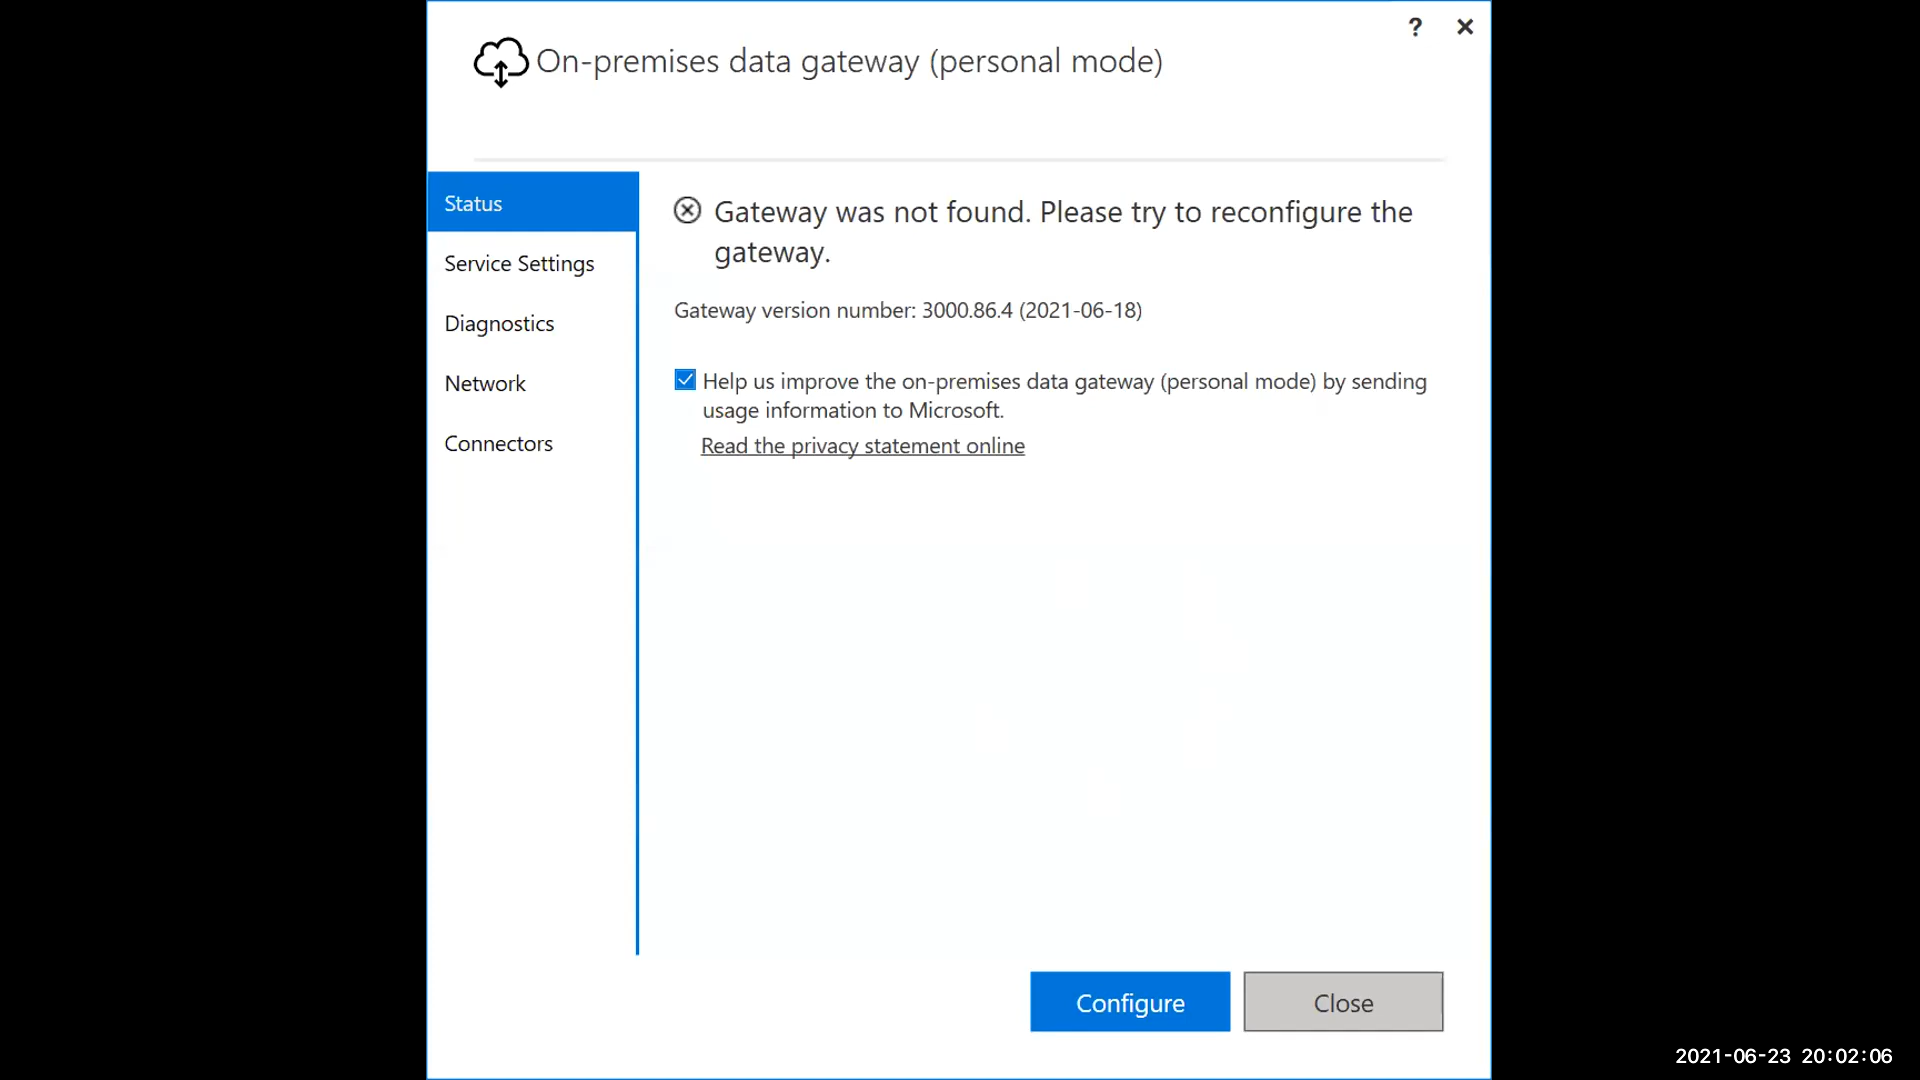 ? ×
On-premises data gateway (personal mode)
Status
Service Settings
Diagnostics
Network
Connectors
Gateway was not found. Please try to reconfigure the
gateway.
Gateway version number: 3000.86.4 (2021-06-18)
Help us improve the on-premises data gateway (personal mode) by sending
usage information to Microsoft.
Read the privacy statement online
Configure
Close
2021-06-23 20:02:06